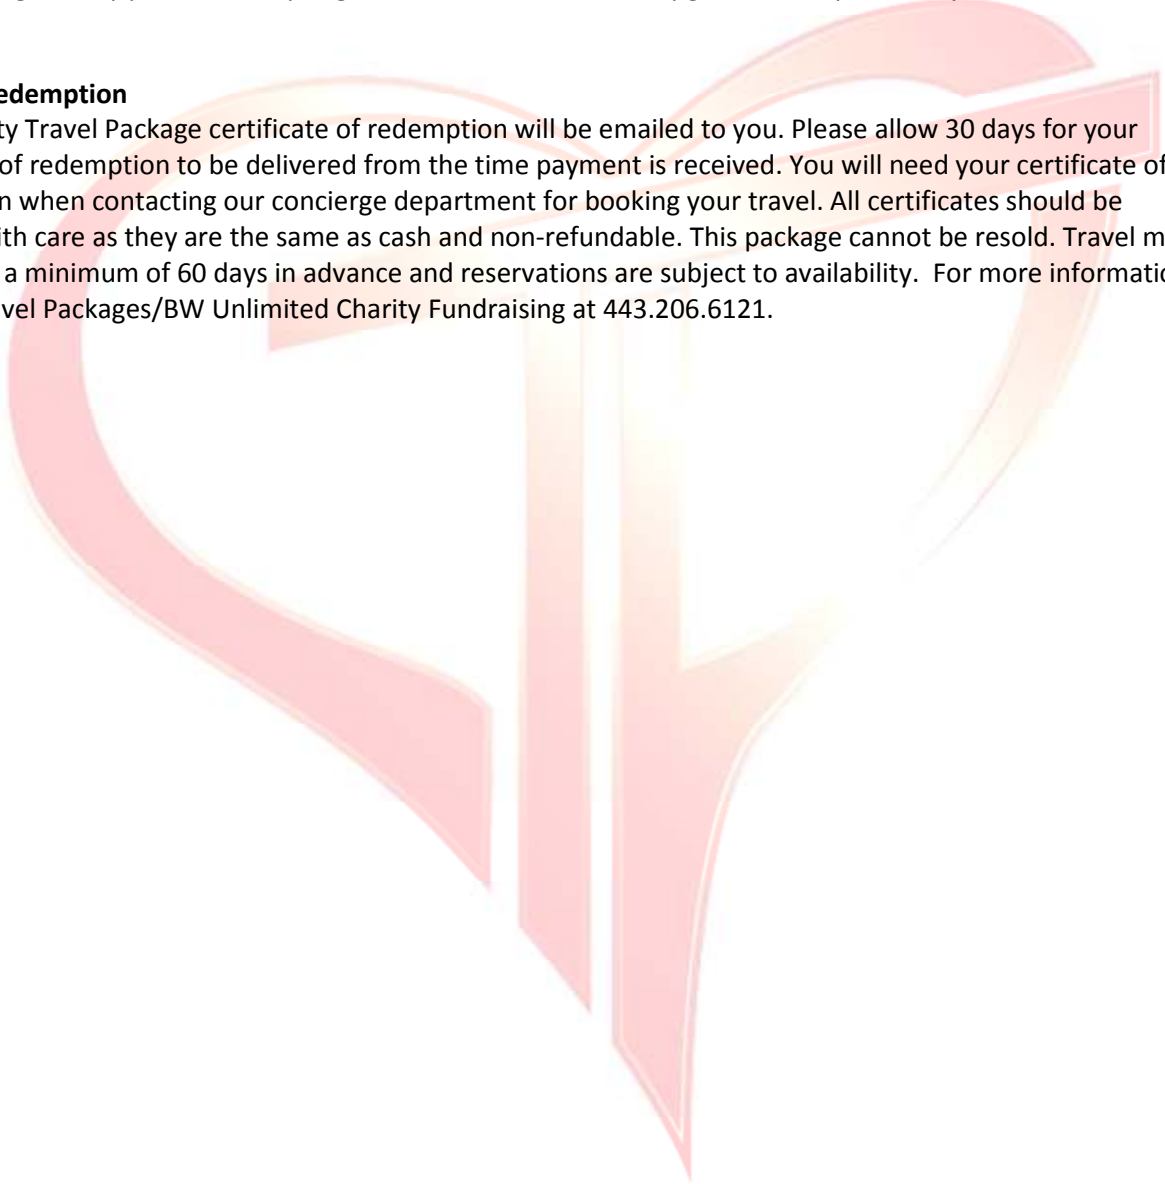 edemption
ty Travel Package certificate of redemption will be emailed to you. Please allow 30 days for your
of redemption to be delivered from the time payment is received. You will need your certificate of
n when contacting our concierge department for booking your travel. All certificates should be
ith care as they are the same as cash and non-refundable. This package cannot be resold. Travel m
a minimum of 60 days in advance and reservations are subject to availability.  For more informatio
vel Packages/BW Unlimited Charity Fundraising at 443.206.6121.